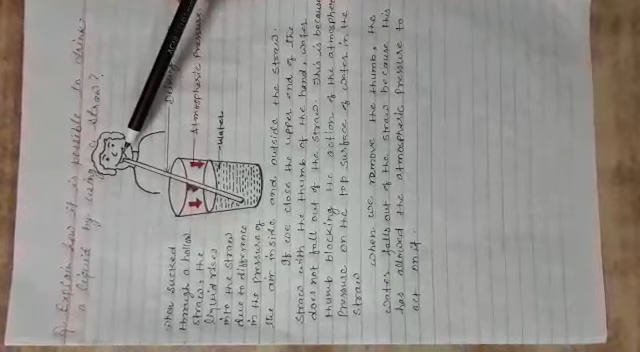 Q) Explain how it is possible to drink
a liquid by using a straw?
Atmospheric Pressure
Water
When sucked
through a hollow
straw, the
liquid rises
into the straw
due to difference
in the pressure of
the air inside and outside the straw.
If we close the upper end of the
straw with the thumb of the hand, water
does not fall out of the straw. This is because
thumb blocking the action of the atmospheric
Pressure on the top surface of water in the
straw
When we remove the thumb, the
water falls out of the straw because this
has allowed the atmospheric pressure to
act on it.